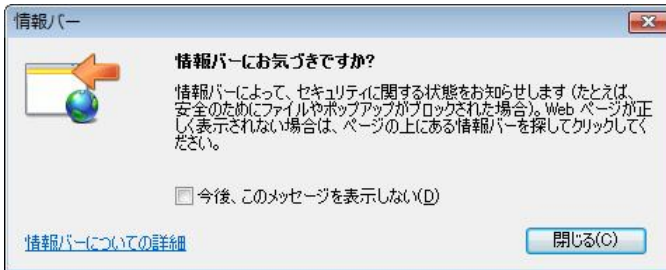 情報バー
情報バーにお気づきですか?
情報バーによって、セキュリティに関する状態をお知らせします (たとえば、
安全のためにファイルやポップアップがブロックされた場合)。Web ページが正
しく表示されない場合は、ページの上にある情報バーを探してクリックしてく
ださい。
今後、このメッセージを表示しない(D)
情報バーについての詳細
閉じる(C)